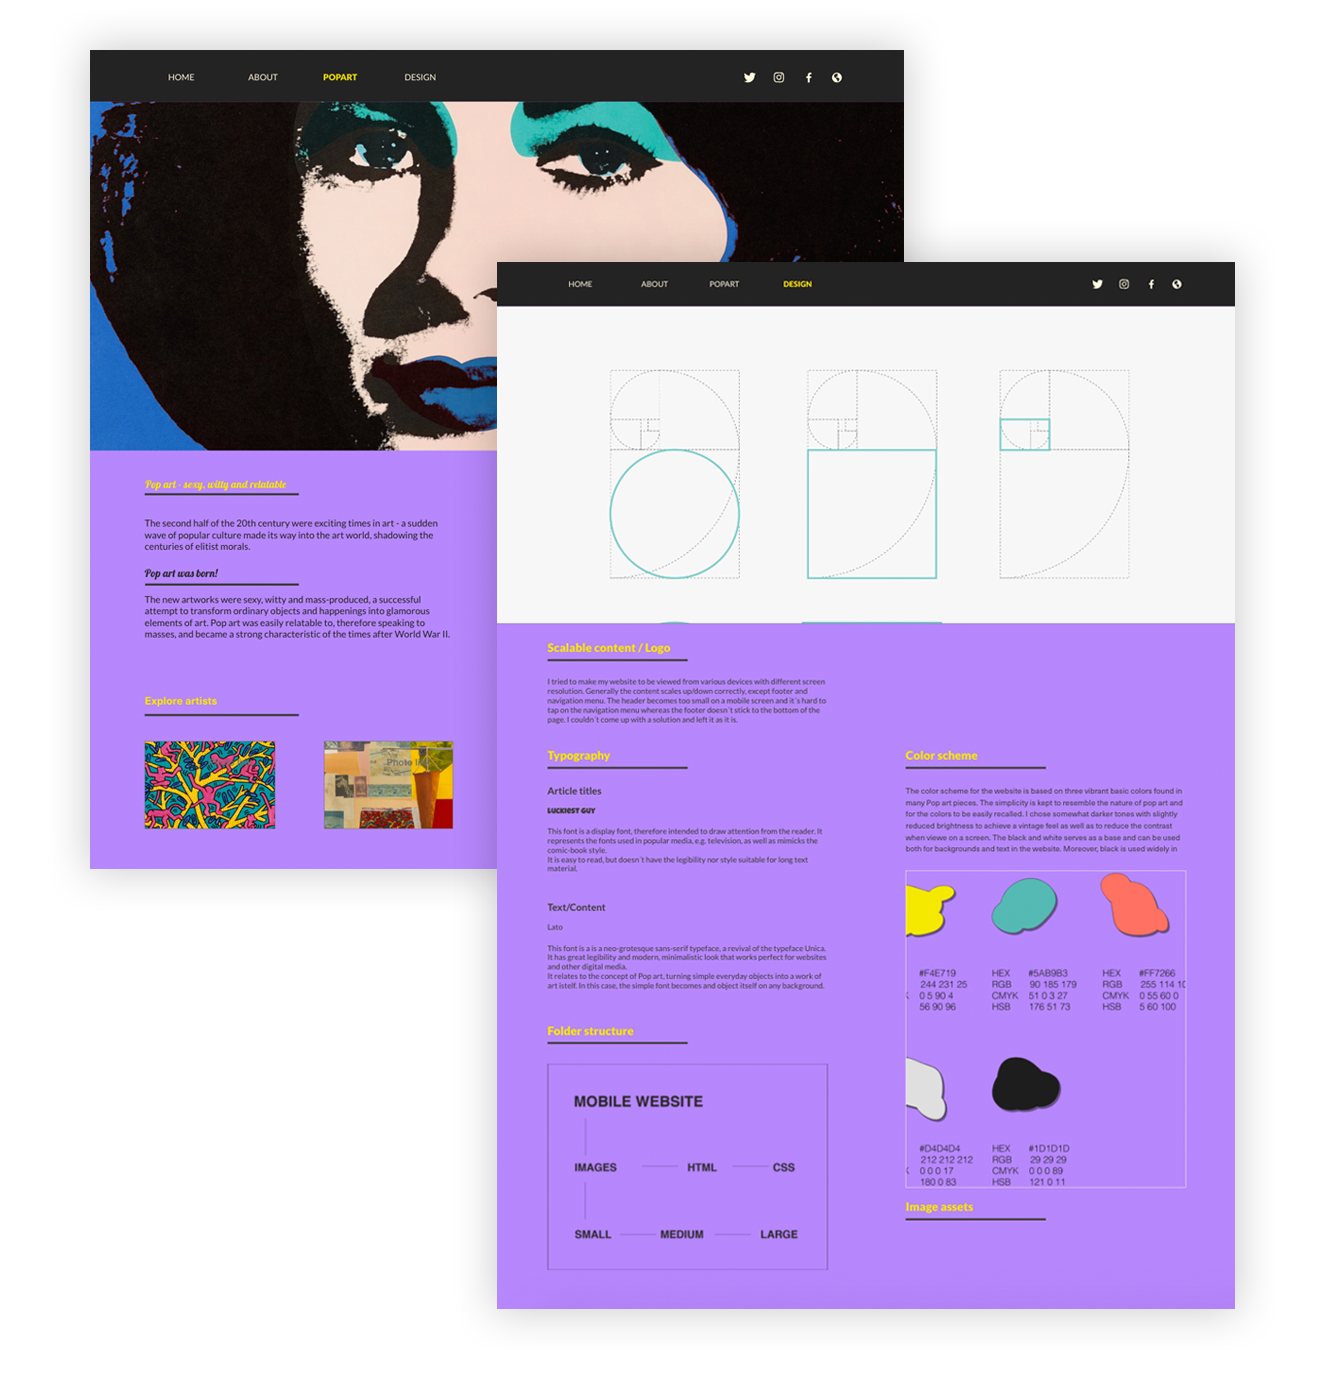 HOME ABOUT POPART DESIGN
Pop art - sexy, witty and relatable
The second half of the 20th century were exciting times in art - a sudden
wave of popular culture made its way into the art world, shadowing the
centuries of elitist morals.
Pop art was born!
The new artworks were sexy, witty and mass-produced, a successful
attempt to transform ordinary objects and happenings into glamorous
elements of art. Pop art was easily relatable to, therefore speaking to
masses, and became a strong characteristic of the times after World War II.
Explore artists
Photo
HOME ABOUT POPART DESIGN
Scalable content / Logo
I tried to make my website to be viewed from various devices with different screen
resolution. Generally the content scales up/down correctly, except footer and
navigation menu. The header becomes too small on a mobile screen and it´s hard to
tap on the navigation menu whereas the footer doesn´t stick to the bottom of the
page. I couldn´t come up with a solution and left it as it is.
Typography
Article titles
LUCKIEST GUY
This font is a display font, therefore intended to draw attention from the reader. It
represents the fonts used in popular media, e.g. television, as well as mimicks the
comic-book style.
It is easy to read, but doesn´t have the legibility nor style suitable for long text
material.
Text/Content
Lato
This font is a is a neo-grotesque sans-serif typeface, a revival of the typeface Unica.
It has great legibility and modern, minimalistic look that works perfect for websites
and other digital media.
It relates to the concept of Pop art, turning simple everyday objects into a work of
art istelf. In this case, the simple font becomes and object itself on any background.
Folder structure
MOBILE WEBSITE
IMAGES HTML CSS
SMALL MEDIUM LARGE
Color scheme
The color scheme for the website is based on three vibrant basic colors found in
many Pop art pieces. The simplicity is kept to resemble the nature of pop art and
for the colors to be easily recalled. I chose somewhat darker tones with slightly
reduced brightness to achieve a vintage feel as well as to reduce the contrast
when viewe on a screen. The black and white serves as a base and can be used
both for backgrounds and text in the website. Moreover, black is used widely in
#F4E719 HEX #5AB9B3 HEX #FF7266
244 231 25 RGB 90 185 179 RGB 255 114 10
0 5 90 4 CMYK 51 0 3 27 CMYK 0 55 60 0
56 90 96 HSB 176 51 73 HSB 5 60 100
#D4D4D4 HEX #1D1D1D
212 212 212 RGB 29 29 29
0 0 0 17 CMYK 0 0 0 89
180 0 83 HSB 121 0 11
Image assets